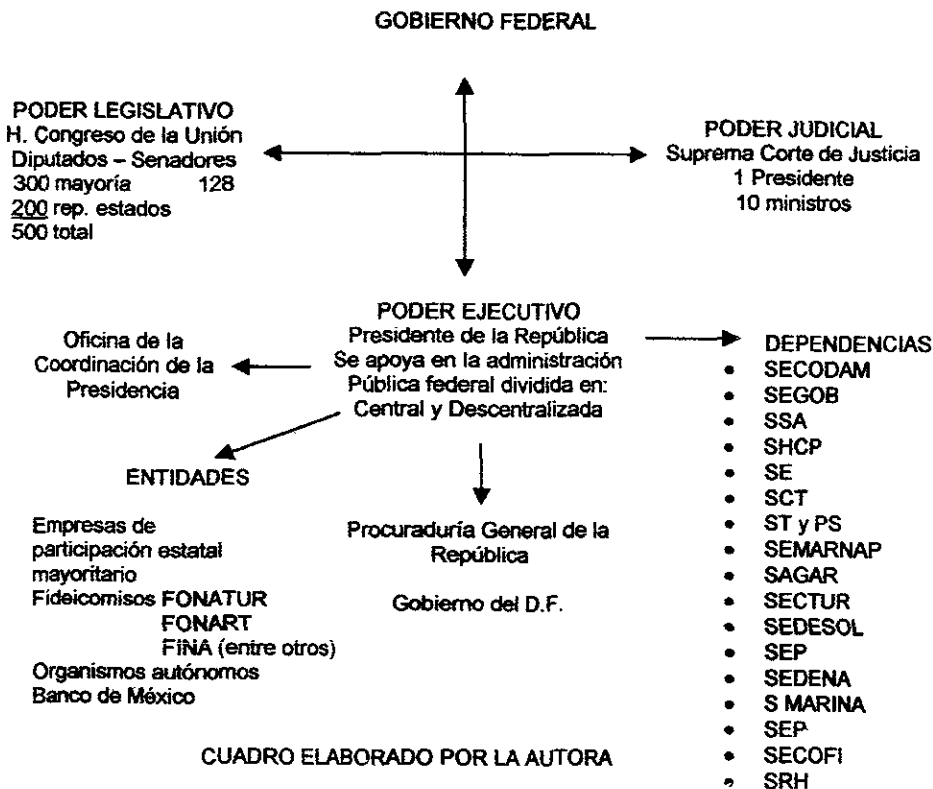 GOBIERNO FEDERAL
PODER LEGISLATIVO
H. Congreso de la Unión
Diputados – Senadores
300 mayoría 128
200 rep. estados
500 total
PODER JUDICIAL
Suprema Corte de Justicia
1 Presidente
10 ministros
PODER EJECUTIVO
Presidente de la República
Se apoya en la administración
Pública federal dividida en:
Central y Descentralizada
Oficina de la
Coordinación de la
Presidencia
ENTIDADES
Empresas de
participación estatal
mayoritario
Fideicomisos FONATUR
FONART
FINA (entre otros)
Organismos autónomos
Banco de México
Procuraduría General de la
República
Gobierno del D.F.
DEPENDENCIAS
• SECODAM
• SEGOB
• SSA
• SHCP
• SE
• SCT
• ST y PS
• SEMARNAP
• SAGAR
• SECTUR
• SEDESOL
• SEP
• SEDENA
• S MARINA
• SEP
• SECOFI
• SRH
CUADRO ELABORADO POR LA AUTORA